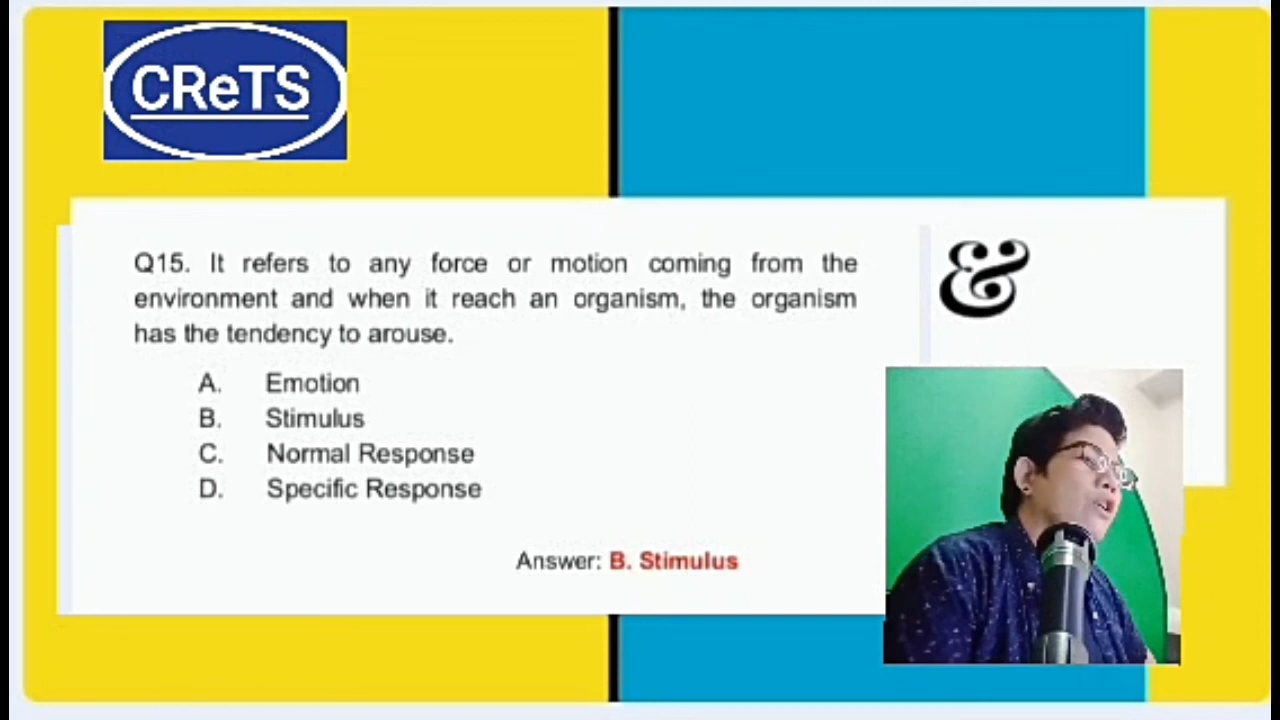 CReTS
Q15. It refers to any force or motion coming from the
environment and when it reach an organism, the organism
has the tendency to arouse.
A. Emotion
B. Stimulus
C. Normal Response
D. Specific Response
Answer: B. Stimulus
&